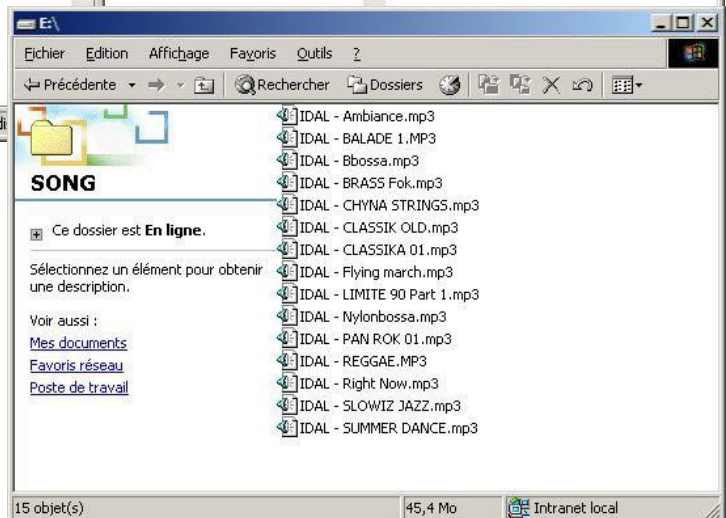 E:\
Fichier Edition Affichage Favoris Outils ?
Précédente Rechercher Dossiers
SONG
Ce dossier est En ligne.
Sélectionnez un élément pour obtenir
une description.
Voir aussi :
Mes documents
Favoris réseau
Poste de travail
IDAL - Ambiance.mp3
IDAL - BALADE 1.MP3
IDAL - Bbossa.mp3
IDAL - BRASS Fok.mp3
IDAL - CHYNA STRINGS.mp3
IDAL - CLASSIK OLD.mp3
IDAL - CLASSIKA 01.mp3
IDAL - Flying march.mp3
IDAL - LIMITE 90 Part 1.mp3
IDAL - Nylonbossa.mp3
IDAL - PAN ROK 01.mp3
IDAL - REGGAE.MP3
IDAL - Right Now.mp3
IDAL - SLOWIZ JAZZ.mp3
IDAL - SUMMER DANCE.mp3
15 objet(s) 45,4 Mo Intranet local